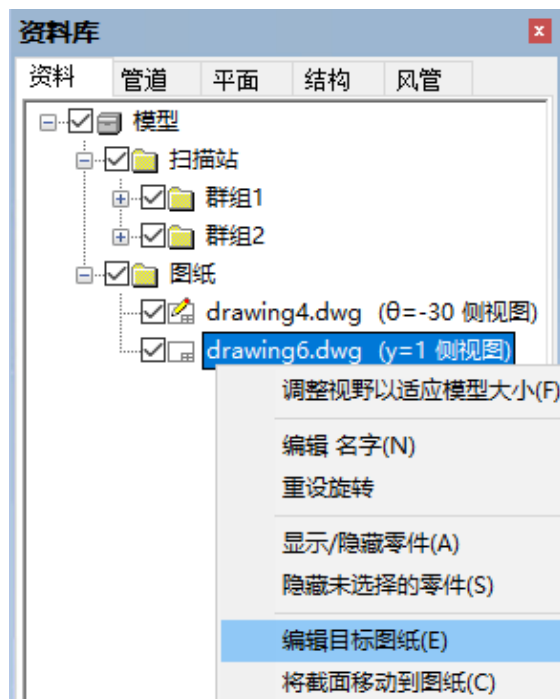 资料库
资料 管道 平面 结构 风管
模型
扫描站
群组1
群组2
图纸
drawing4.dwg (θ=-30 侧视图)
drawing6.dwg (y=1 侧视图)
调整视野以适应模型大小(F)
编辑 名字(N)
重设旋转
显示/隐藏零件(A)
隐藏未选择的零件(S)
编辑目标图纸(E)
将截面移动到图纸(C)